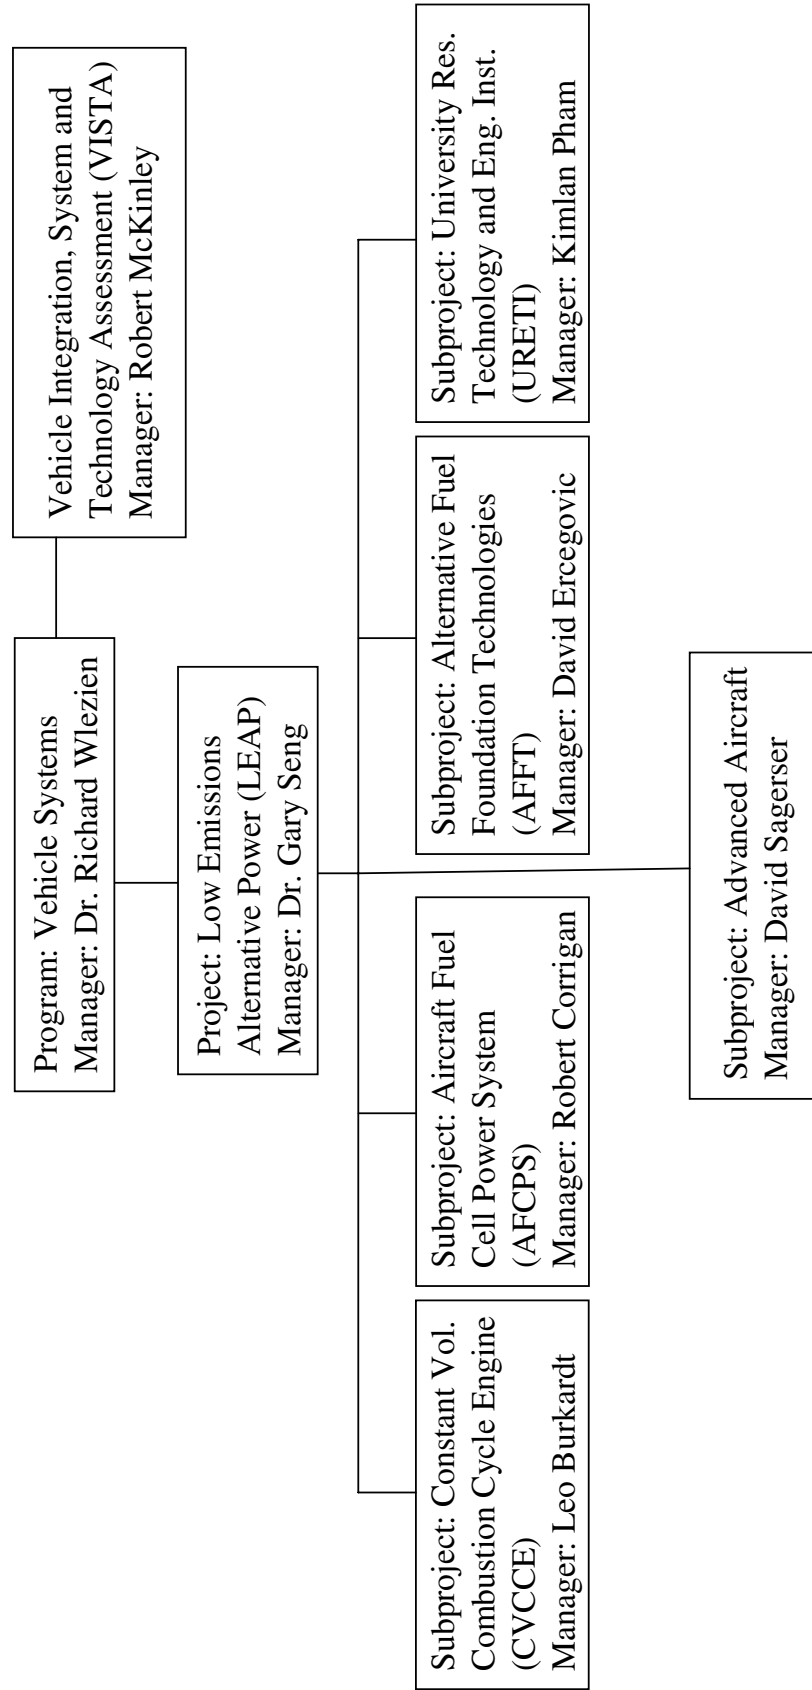 Program: Vehicle Systems
Manager: Dr. Richard Wlezien
Vehicle Integration, System and
Technology Assessment (VISTA)
Manager: Robert McKinley
Project: Low Emissions
Alternative Power (LEAP)
Manager: Dr. Gary Seng
Subproject: Constant Vol.
Combustion Cycle Engine
(CVCCE)
Manager: Leo Burkardt
Subproject: Aircraft Fuel
Cell Power System
(AFCPS)
Manager: Robert Corrigan
Subproject: Alternative Fuel
Foundation Technologies
(AFFT)
Manager: David Ercegovic
Subproject: University Res.
Technology and Eng. Inst.
(URETI)
Manager: Kimlan Pham
Subproject: Advanced Aircraft
Manager: David Sagerser